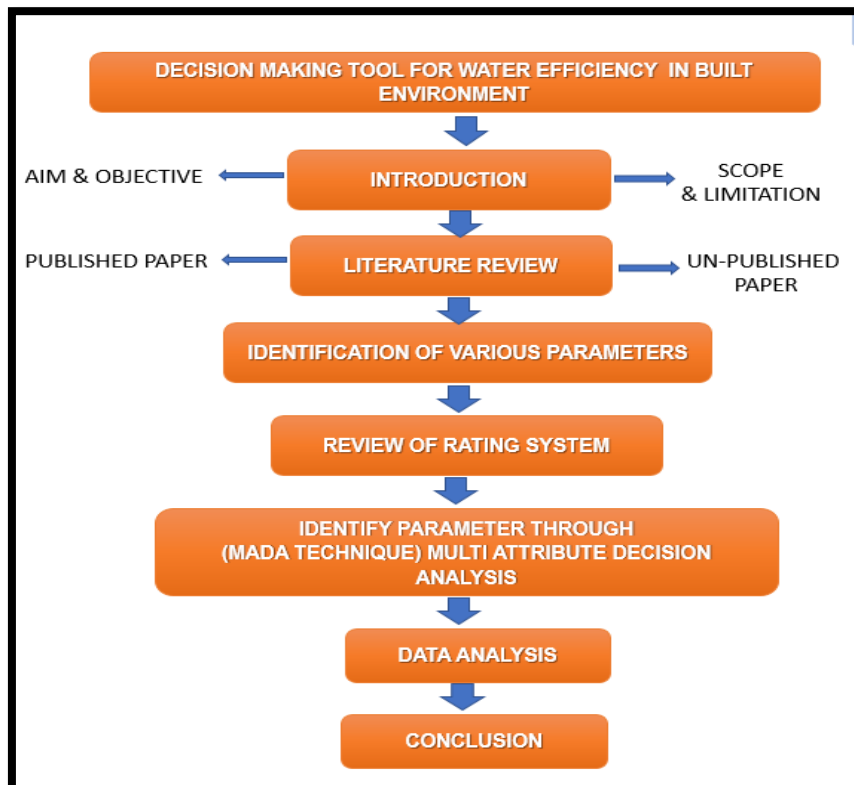 DECISION MAKING TOOL FOR WATER EFFICIENCY IN BUILT
ENVIRONMENT
AIM & OBJECTIVE
INTRODUCTION
SCOPE
& LIMITATION
PUBLISHED PAPER
LITERATURE REVIEW
UN-PUBLISHED
PAPER
IDENTIFICATION OF VARIOUS PARAMETERS
REVIEW OF RATING SYSTEM
IDENTIFY PARAMETER THROUGH
(MADA TECHNIQUE) MULTI ATTRIBUTE DECISION
ANALYSIS
DATA ANALYSIS
CONCLUSION